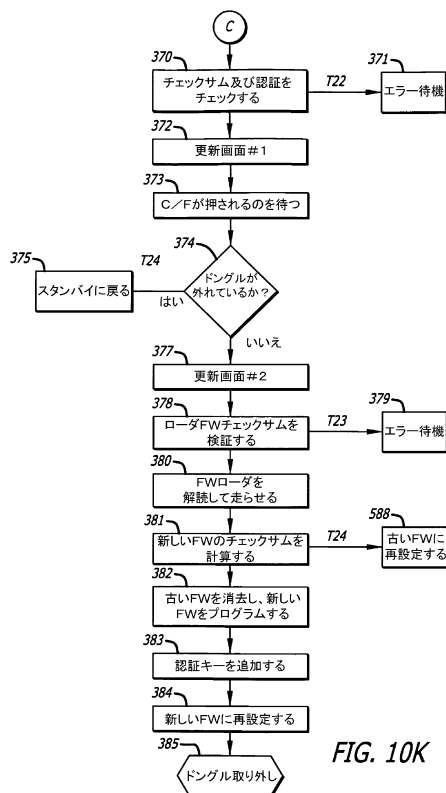 C
370
チェックサム及び認証を
チェックする
T22
371
エラー待機
372
更新画面#1
373
C/Fが押されるのを待つ
374
ドングルが
外れているか?
375
T24
スタンバイに戻る
はい
いいえ
377
更新画面#2
378
ローダFWチェックサムを
検証する
T23
379
エラー待機
380
FWローダを
解読して走らせる
381
新しいFWのチェックサムを
計算する
T24
588
古いFWに
再設定する
382
古いFWを消去し、新しい
FWをプログラムする
383
認証キーを追加する
384
新しいFWに再設定する
385
ドングル取り外し
FIG. 10K